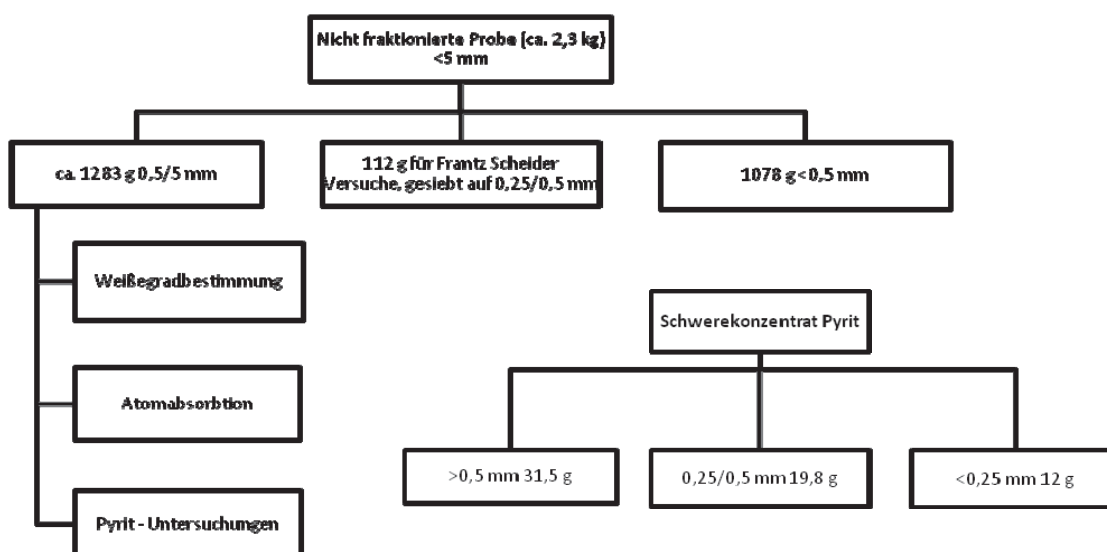 Nicht fraktionierte Probe (ca. 2,3 kg)
<5 mm
ca. 1283 g 0,5/5 mm
112 g für Frantz Scheider
Versuche, gesiebt auf 0,25/0,5 mm
1078 g<0,5 mm
Weißegradbestimmung
Atomabsorbtion
Pyrit - Untersuchungen
Schwerekonzentrat Pyrit
>0,5 mm 31,5 g
0,25/0,5 mm 19,8 g
<0,25 mm 12 g